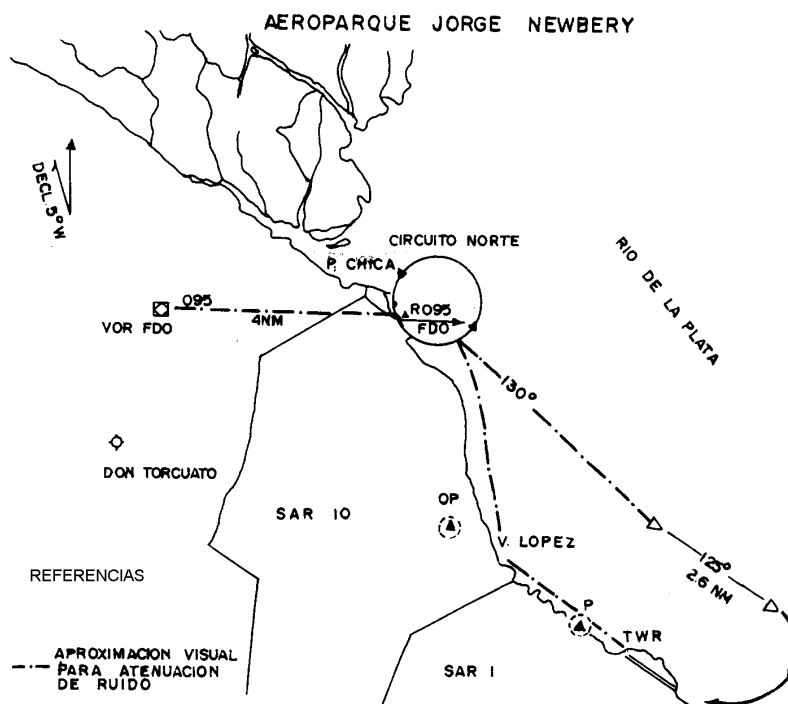 AEROPARQUE JORGE NEWBERY
DECL. 5° W
CIRCUITO NORTE
P. CHICA
RIO DE LA PLATA
095
4NM
R095
FDO
VOR FDO
130°
DON TORCUATO
SAR 10
OP
V. LOPEZ
125°
2.6 NM
REFERENCIAS
P
TWR
APROXIMACION VISUAL
PARA ATENUACION
DE RUIDO
SAR 1